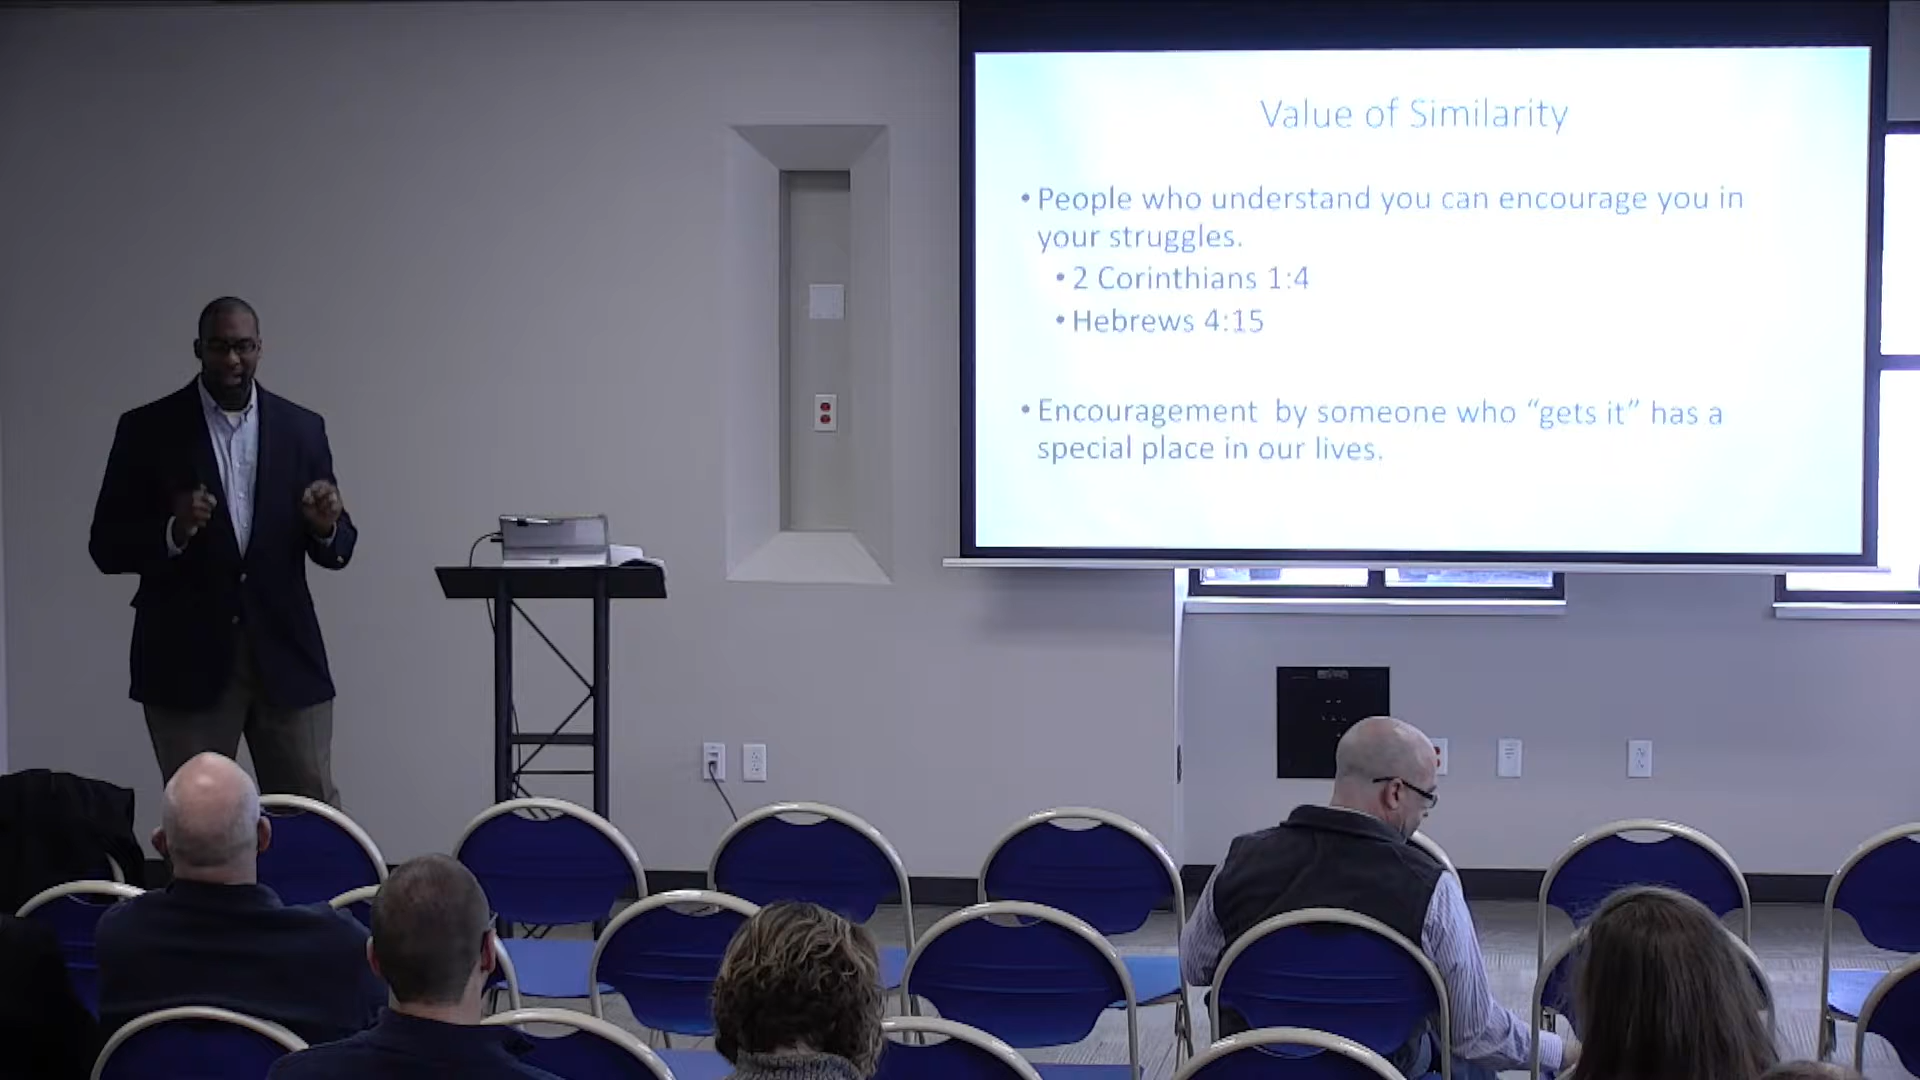 Value of Similarity
• People who understand you can encourage you in
your struggles.
• 2 Corinthians 1:4
• Hebrews 4:15
• Encouragement by someone who “gets it” has a
special place in our lives.